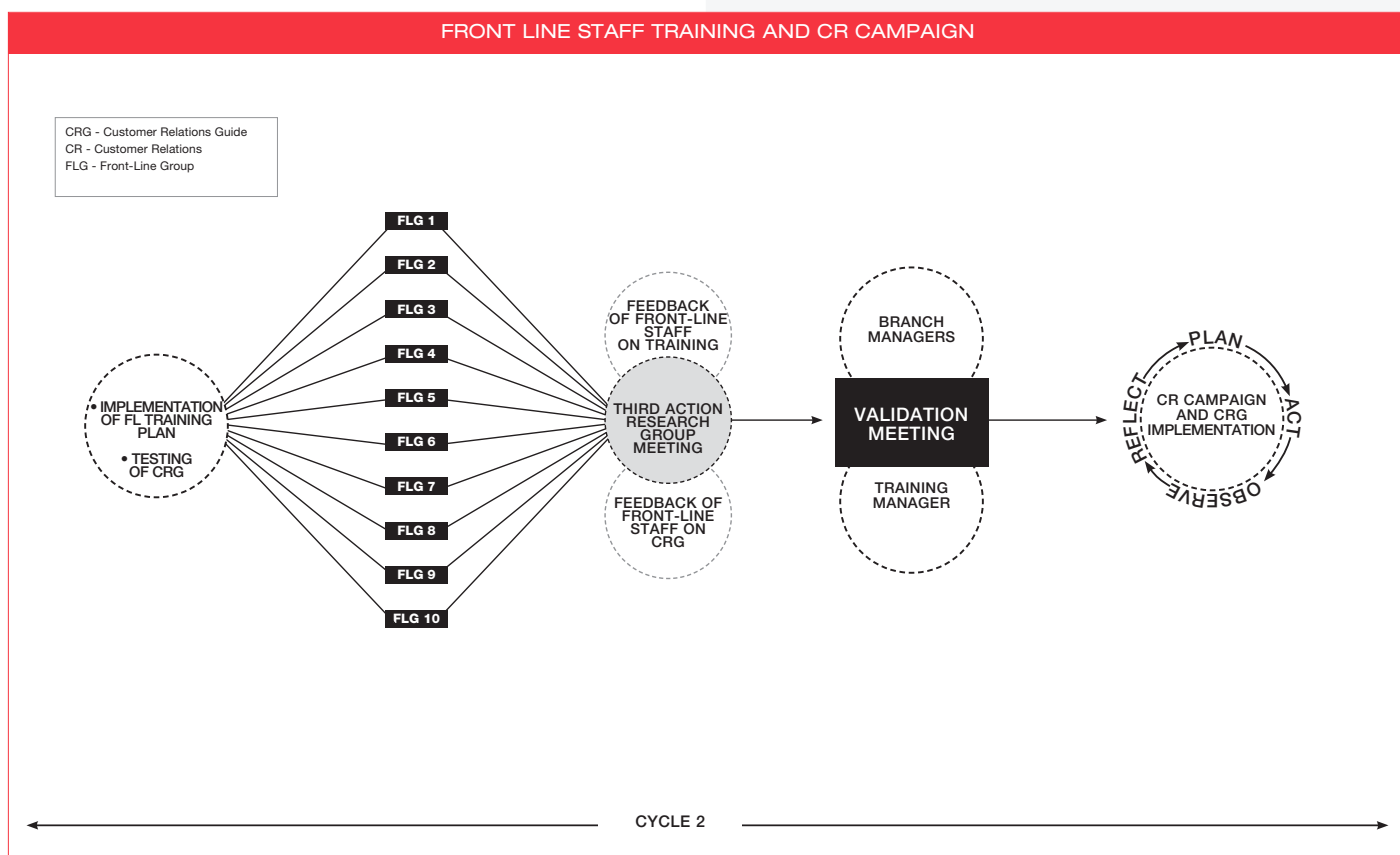 FRONT LINE STAFF TRAINING AND CR CAMPAIGN
CRG - Customer Relations Guide
CR - Customer Relations
FLG - Front-Line Group
• IMPLEMENTATION
OF FL TRAINING
PLAN
• TESTING
OF CRG
FLG 1
FLG 2
FLG 3
FLG 4
FLG 5
FLG 6
FLG 7
FLG 8
FLG 9
FLG 10
FEEDBACK
OF FRONT-LINE
STAFF
ON TRAINING
THIRD ACTION
RESEARCH
GROUP
MEETING
FEEDBACK OF
FRONT-LINE
STAFF ON
CRG
BRANCH
MANAGERS
VALIDATION
MEETING
TRAINING
MANAGER
PLAN
ACT
OBSERVE
REFLECT
CR CAMPAIGN
AND CRG
IMPLEMENTATION
CYCLE 2